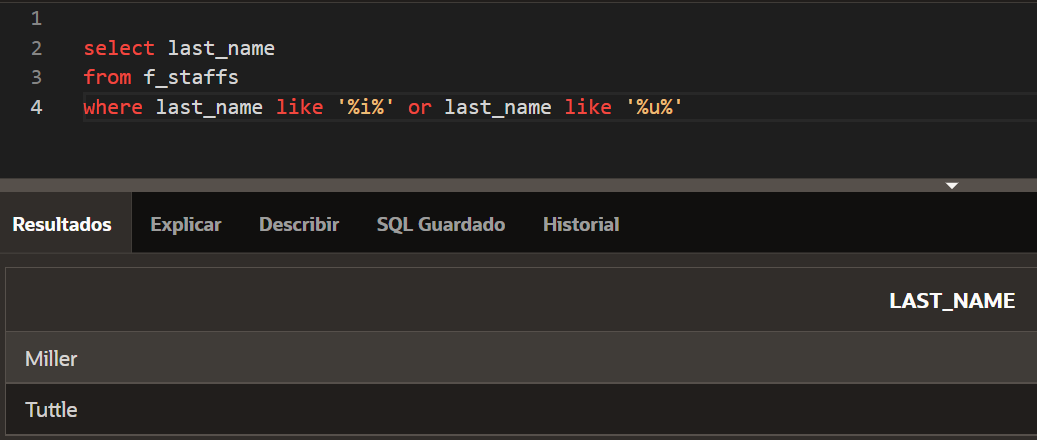 1
2 select last_name
3 from f_staffs
4 where last_name like '%i%' or last_name like '%u%'
Resultados Explicar Describir SQL Guardado Historial
LAST_NAME
Miller
Tuttle